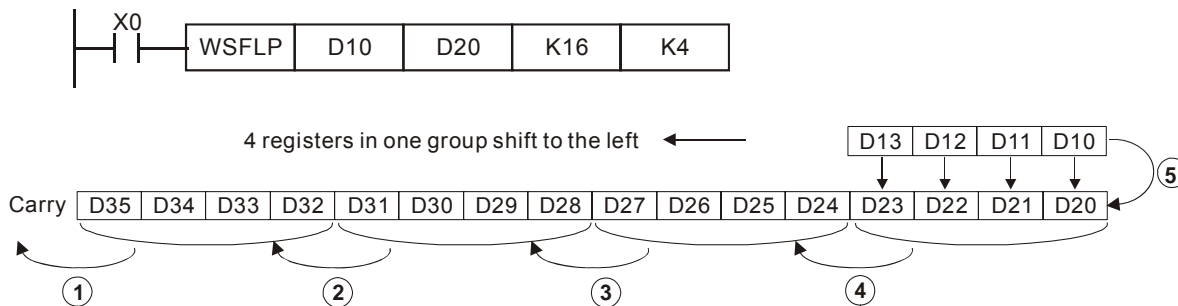 X0
WSFLP D10 D20 K16 K4
4 registers in one group shift to the left
D13 D12 D11 D10
5
Carry D35 D34 D33 D32 D31 D30 D29 D28 D27 D26 D25 D24 D23 D22 D21 D20
1 2 3 4